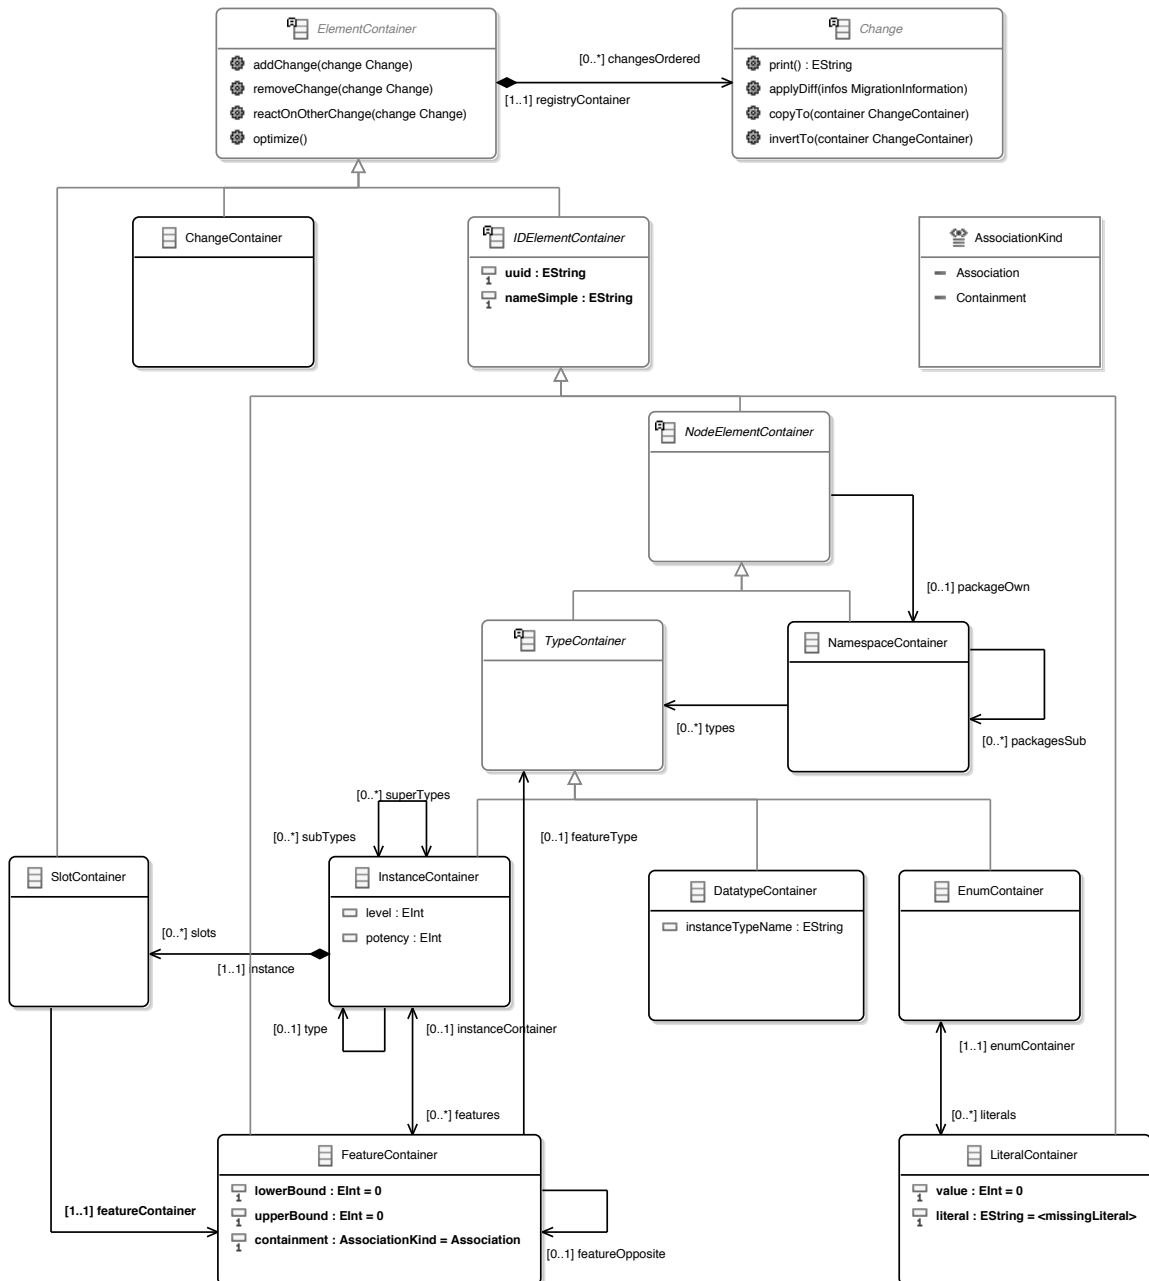 ElementContainer
addChange(change Change)
removeChange(change Change)
reactOnOtherChange(change Change)
optimize()
[0..*] changesOrdered
[1..1] registryContainer
Change
print() : EString
applyDiff(infos MigrationInformation)
copyTo(container ChangeContainer)
invertTo(container ChangeContainer)
ChangeContainer
IDElementContainer
uuid : EString
nameSimple : EString
AssociationKind
Association
Containment
NodeElementContainer
[0..1] packageOwn
TypeContainer
NamespaceContainer
[0..*] types
[0..*] packagesSub
[0..*] superTypes
[0..*] subTypes
[0..1] featureType
SlotContainer
InstanceContainer
level : EInt
potency : EInt
DatatypeContainer
instanceTypeName : EString
EnumContainer
[0..*] slots
[1..1] instance
[0..1] type
[0..1] instanceContainer
[1..1] enumContainer
[0..*] features
[0..*] literals
FeatureContainer
lowerBound : EInt = 0
upperBound : EInt = 0
containment : AssociationKind = Association
[1..1] featureContainer
[0..1] featureOpposite
LiteralContainer
value : EInt = 0
literal : EString = <missingLiteral>